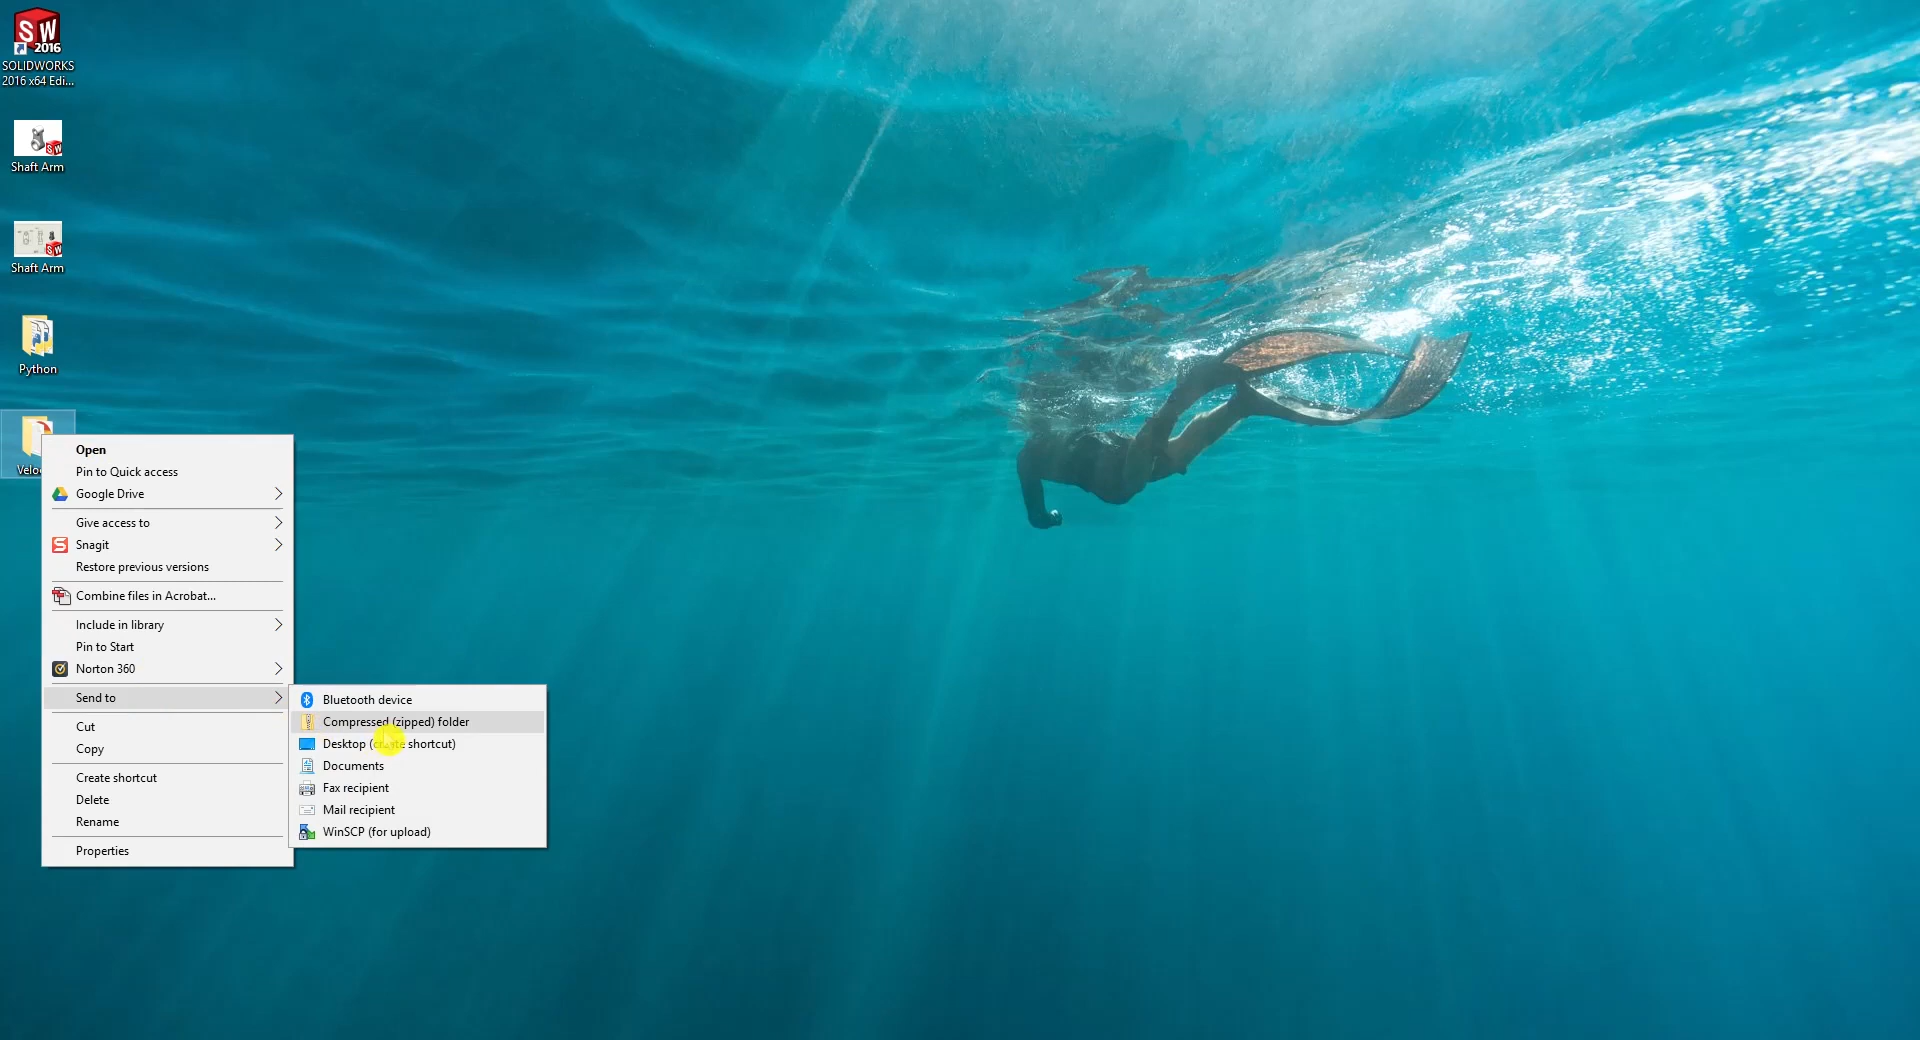 SW
2016
SOLIDWORKS
2016 x64 Edi...
SW
Shaft Arm
SW
Shaft Arm
Python
Open
Pin to Quick access
Google Drive
Give access to
Snagit
Restore previous versions
Combine files in Acrobat...
Include in library
Pin to Start
Norton 360
Send to
Cut
Copy
Create shortcut
Delete
Rename
Properties
Bluetooth device
Compressed (zipped) folder
Desktop (create shortcut)
Documents
Fax recipient
Mail recipient
WinSCP (for upload)